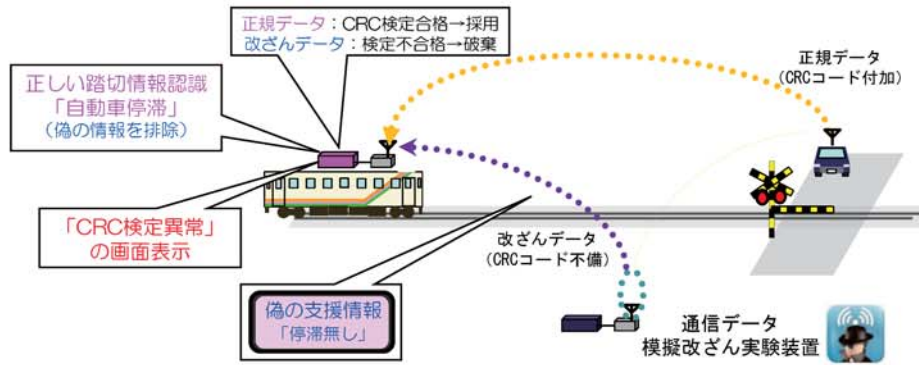 正規データ：CRC検定合格→採用
改ざんデータ：検定不合格→破棄
正しい踏切情報認識
「自動車停滞」
（偽の情報を排除）
正規データ
（CRCコード付加）
「CRC検定異常」
の画面表示
改ざんデータ
（CRCコード不備）
偽の支援情報
「停滞無し」
通信データ
模擬改ざん実験装置